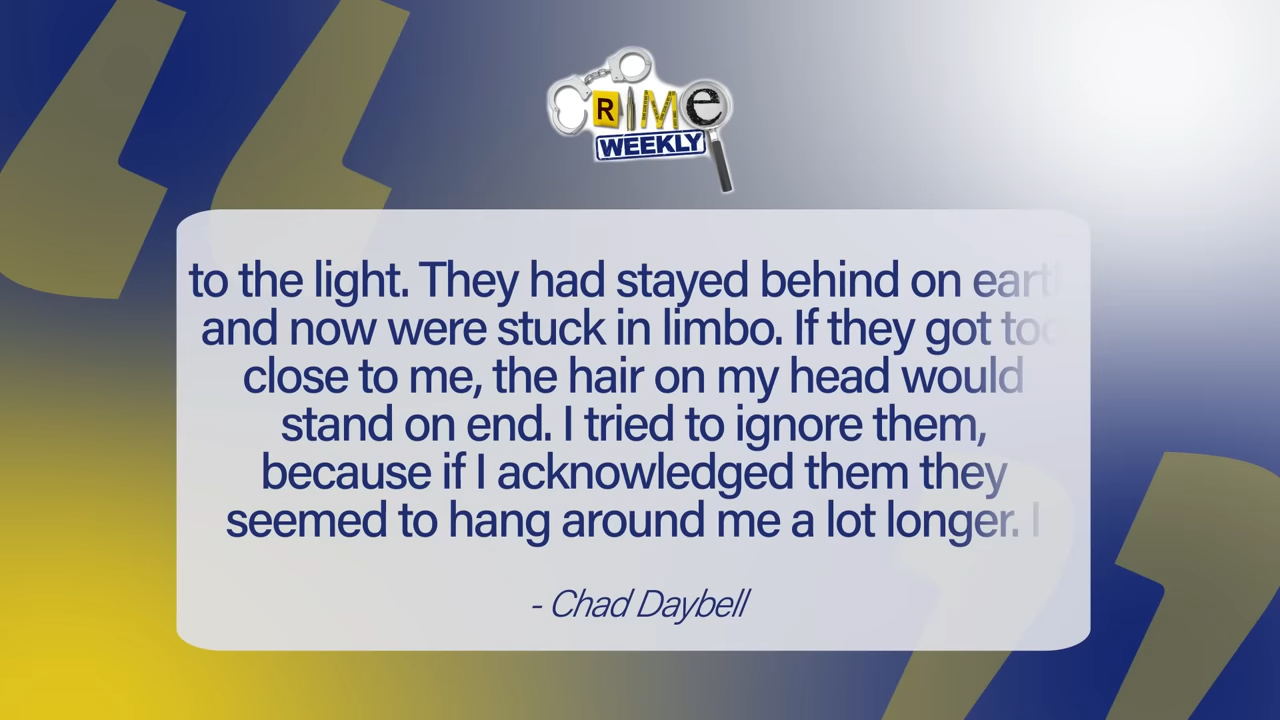 CRIMe
WEEKLY
to the light. They had stayed behind on earth
and now were stuck in limbo. If they got too
close to me, the hair on my head would
stand on end. I tried to ignore them,
because if I acknowledged them they
seemed to hang around me a lot longer. I
- Chad Daybell